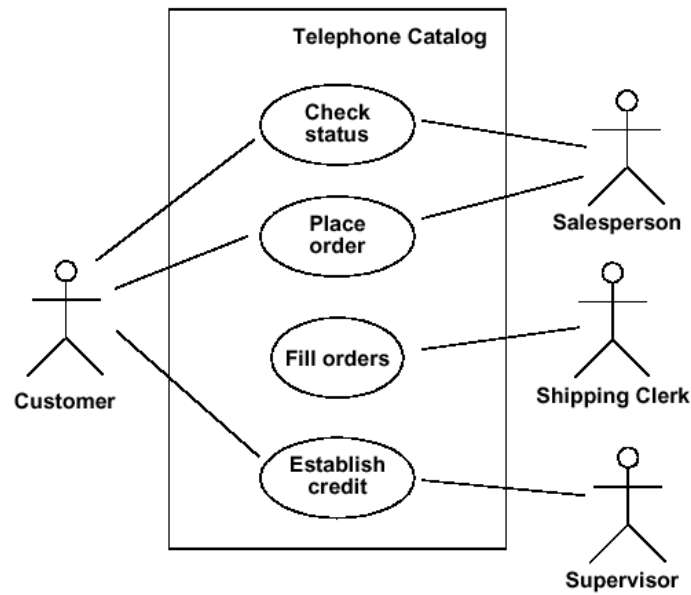 Telephone Catalog
Check
status
Salesperson
Place
order
Customer
Fill orders
Shipping Clerk
Establish
credit
Supervisor